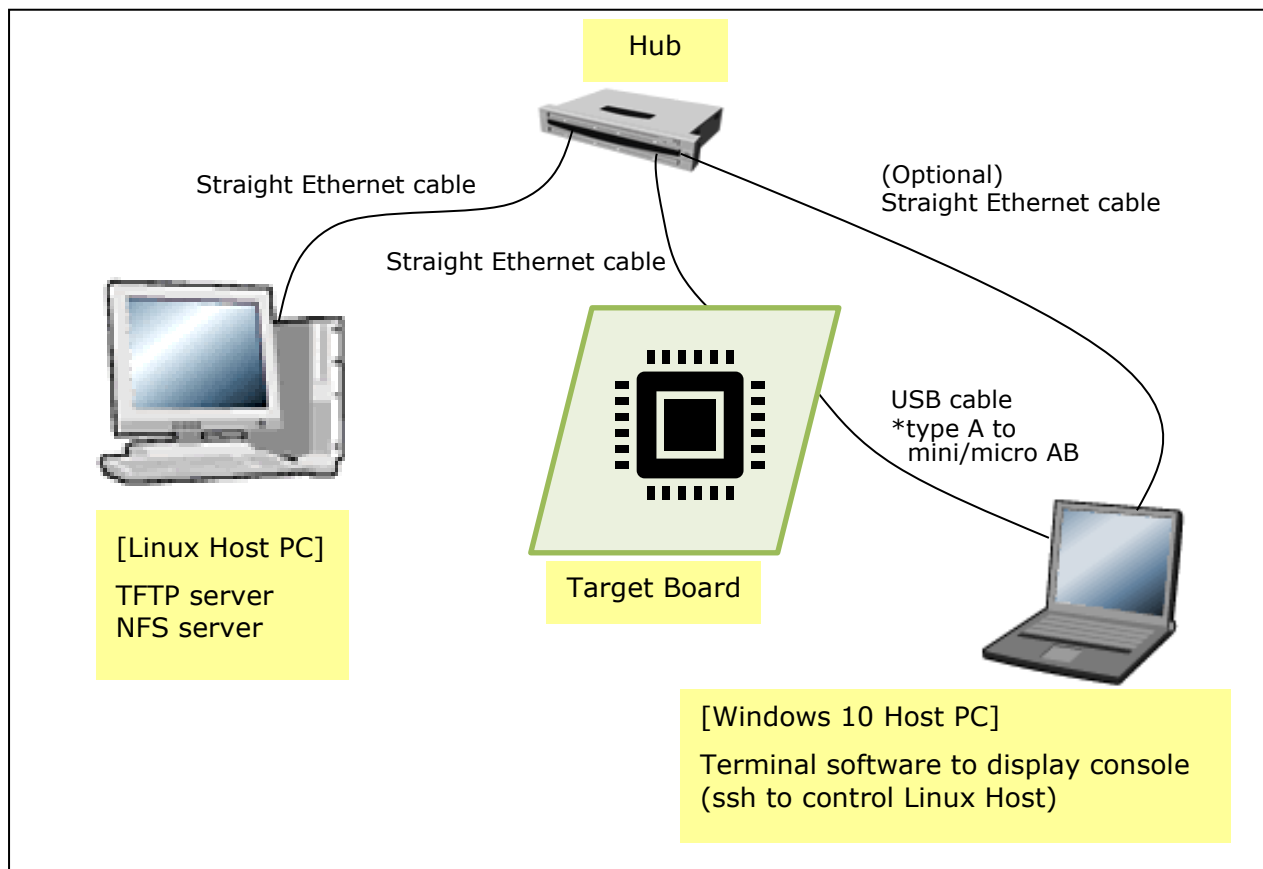 Hub
Straight Ethernet cable
(Optional)
Straight Ethernet cable
Straight Ethernet cable
USB cable
*type A to
mini/micro AB
[Linux Host PC]
TFTP server
NFS server
Target Board
[Windows 10 Host PC]
Terminal software to display console
(ssh to control Linux Host)